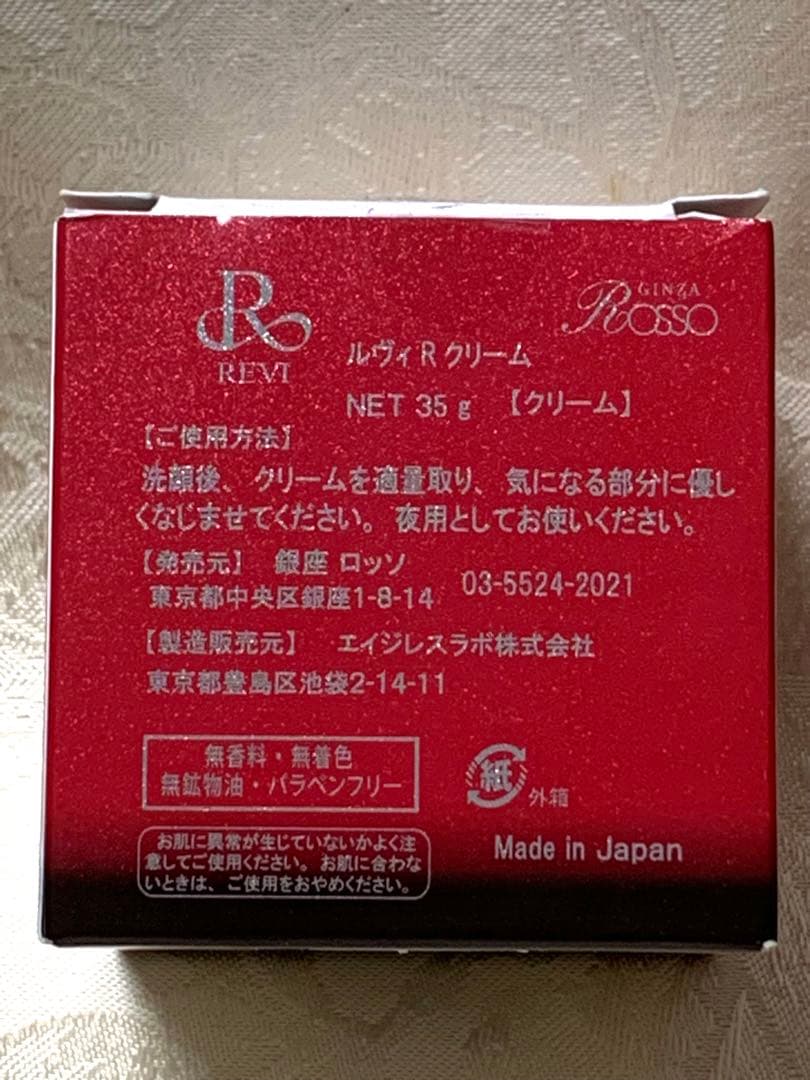 R
REVI
GINZA
Rosso
ルヴィRクリーム
NET 35 g 【クリーム】
【ご使用方法】
洗顔後、クリームを適量取り、気になる部分に優し
くなじませてください。夜用としてお使いください。
【発売元】 銀座 ロッソ
東京都中央区銀座1-8-14 03-5524-2021
【製造販売元】 エイジレスラボ株式会社
東京都豊島区池袋2-14-11
無香料・無着色
無鉱物油・パラベンフリー
紙 外箱
お肌に異常が生じていないかよく注
意してご使用ください。お肌に合わな
いときは、ご使用をおやめください。
Made in Japan